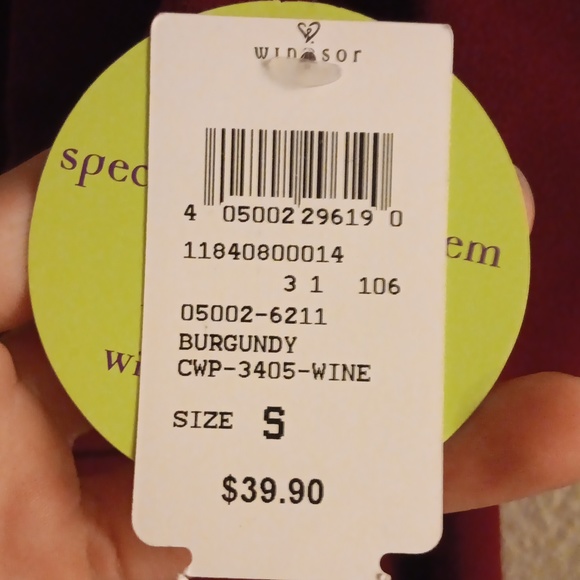 windsor
4 05002 29619 0
11840800014
3 1 106
05002-6211
BURGUNDY
CWP-3405-WINE
SIZE S
$39.90
spec
em
wi